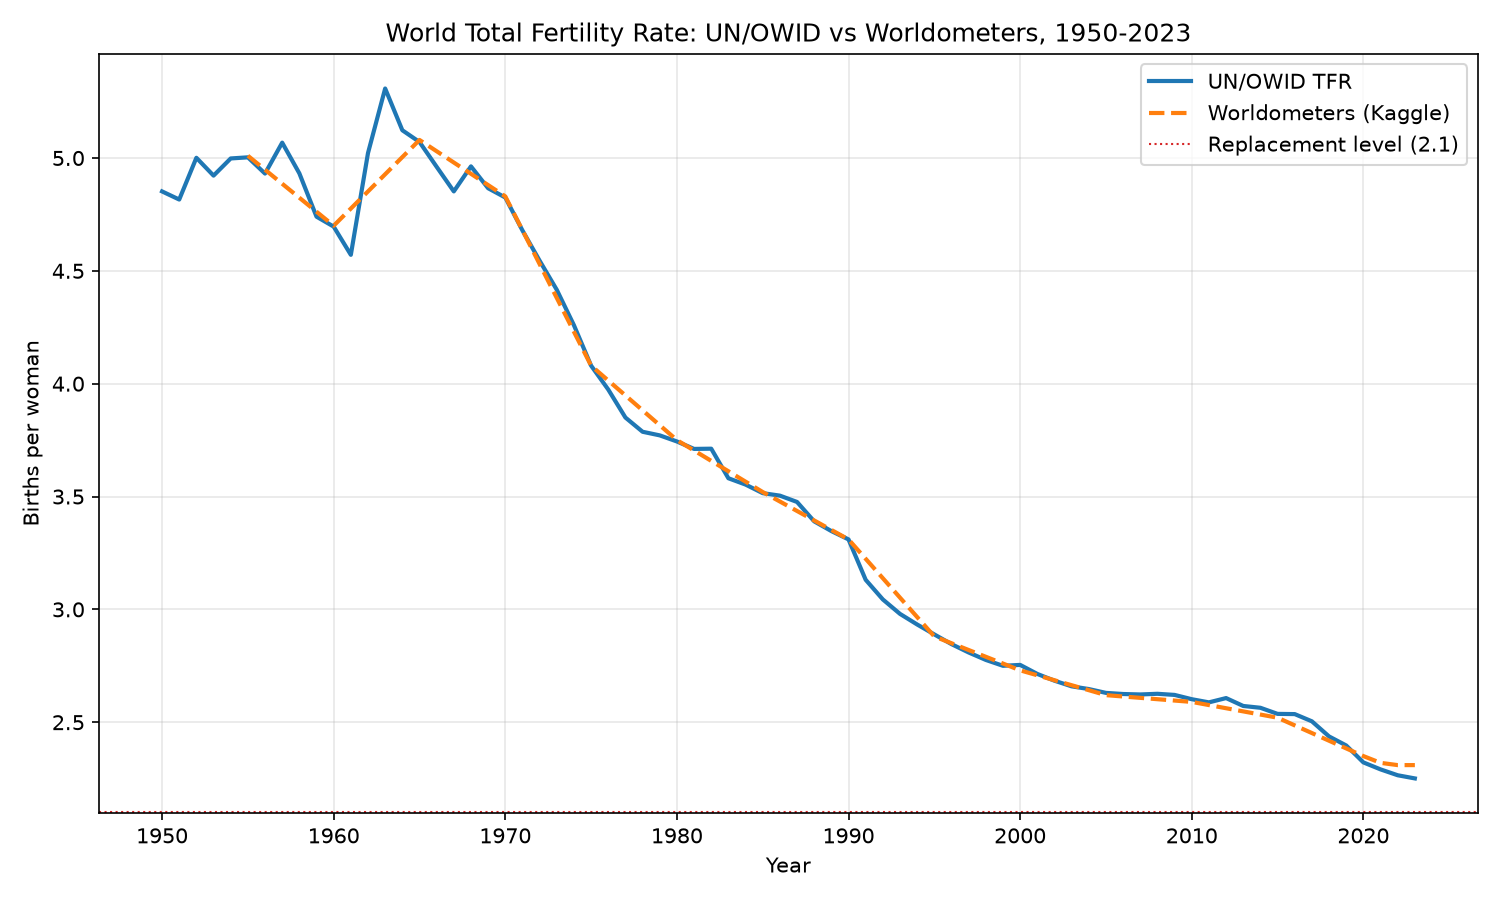 World Total Fertility Rate: UN/OWID vs Worldometers, 1950-2023
UN/OWID TFR
Worldometers (Kaggle)
Replacement level (2.1)
Births per woman
5.0
4.5
4.0
3.5
3.0
2.5
1950 1960 1970 1980 1990 2000 2010 2020
Year